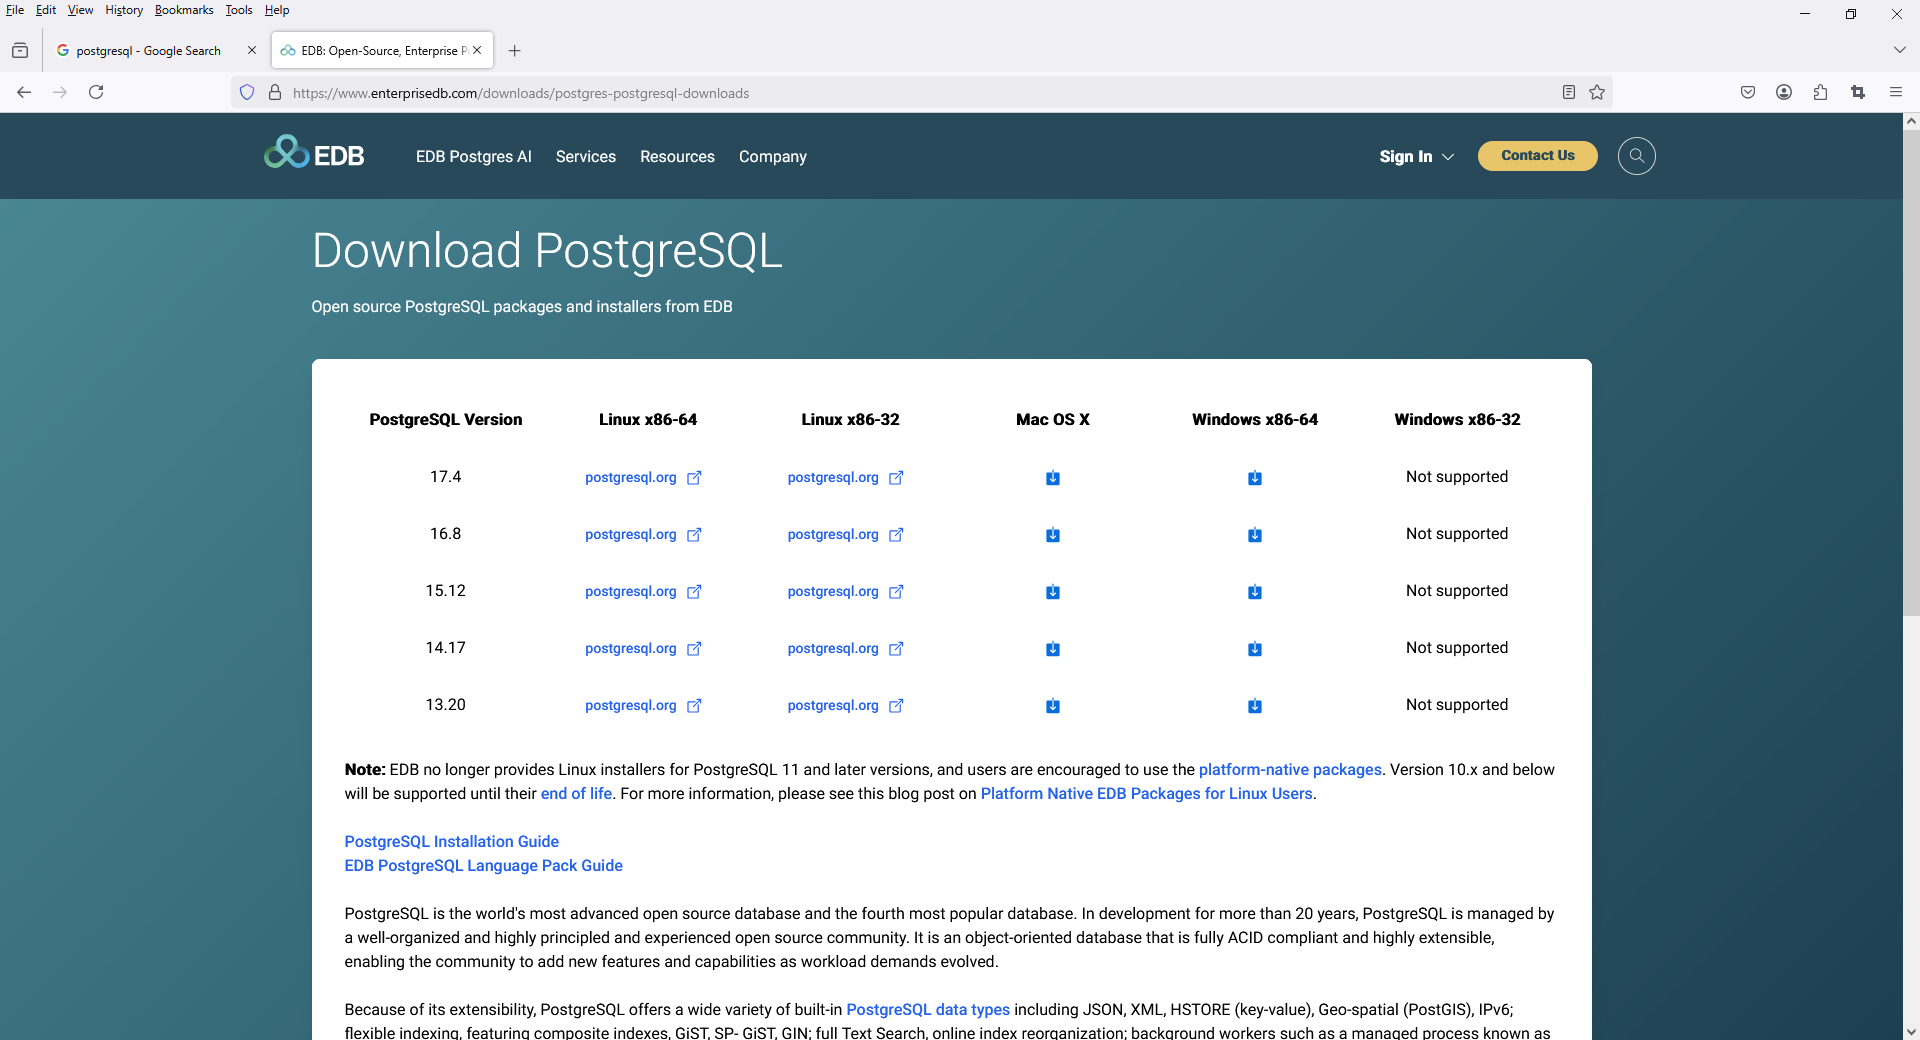 File Edit View History Bookmarks Tools Help
postgresql - Google Search
EDB: Open-Source, Enterprise P
https://www.enterprisedb.com/downloads/postgres-postgresql-downloads
EDB EDB Postgres AI Services Resources Company Sign In Contact Us
Download PostgreSQL
Open source PostgreSQL packages and installers from EDB
PostgreSQL Version Linux x86-64 Linux x86-32 Mac OS X Windows x86-64 Windows x86-32
17.4 postgresql.org postgresql.org Not supported
16.8 postgresql.org postgresql.org Not supported
15.12 postgresql.org postgresql.org Not supported
14.17 postgresql.org postgresql.org Not supported
13.20 postgresql.org postgresql.org Not supported
Note: EDB no longer provides Linux installers for PostgreSQL 11 and later versions, and users are encouraged to use the platform-native packages. Version 10.x and below
will be supported until their end of life. For more information, please see this blog post on Platform Native EDB Packages for Linux Users.
PostgreSQL Installation Guide
EDB PostgreSQL Language Pack Guide
PostgreSQL is the world's most advanced open source database and the fourth most popular database. In development for more than 20 years, PostgreSQL is managed by
a well-organized and highly principled and experienced open source community. It is an object-oriented database that is fully ACID compliant and highly extensible,
enabling the community to add new features and capabilities as workload demands evolved.
Because of its extensibility, PostgreSQL offers a wide variety of built-in PostgreSQL data types including JSON, XML, HSTORE (key-value), Geo-spatial (PostGIS), IPv6;
flexible indexing, featuring composite indexes, GiST, SP- GiST, GIN; full Text Search, online index reorganization; background workers such as a managed process known as